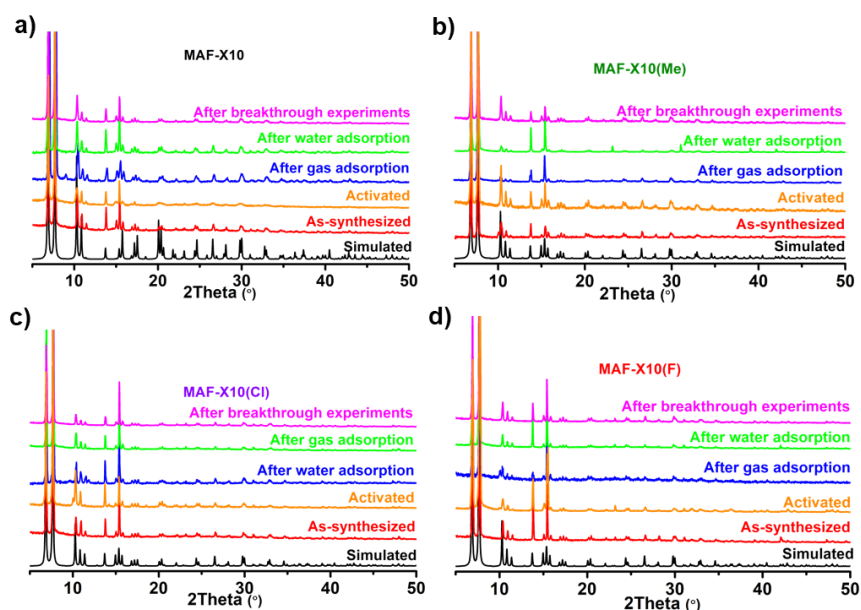 a)
MAF-X10
After breakthrough experiments
After water adsorption
After gas adsorption
Activated
As-synthesized
Simulated
10 20 30 40 50
2Theta (°)
b)
MAF-X10(Me)
After breakthrough experiments
After water adsorption
After gas adsorption
Activated
As-synthesized
Simulated
10 20 30 40 50
2Theta (°)
c)
MAF-X10(Cl)
After breakthrough experiments
After gas adsorption
After water adsorption
Activated
As-synthesized
Simulated
10 20 30 40 50
2Theta (°)
d)
MAF-X10(F)
After breakthrough experiments
After water adsorption
After gas adsorption
Activated
As-synthesized
Simulated
10 20 30 40 50
2Theta (°)